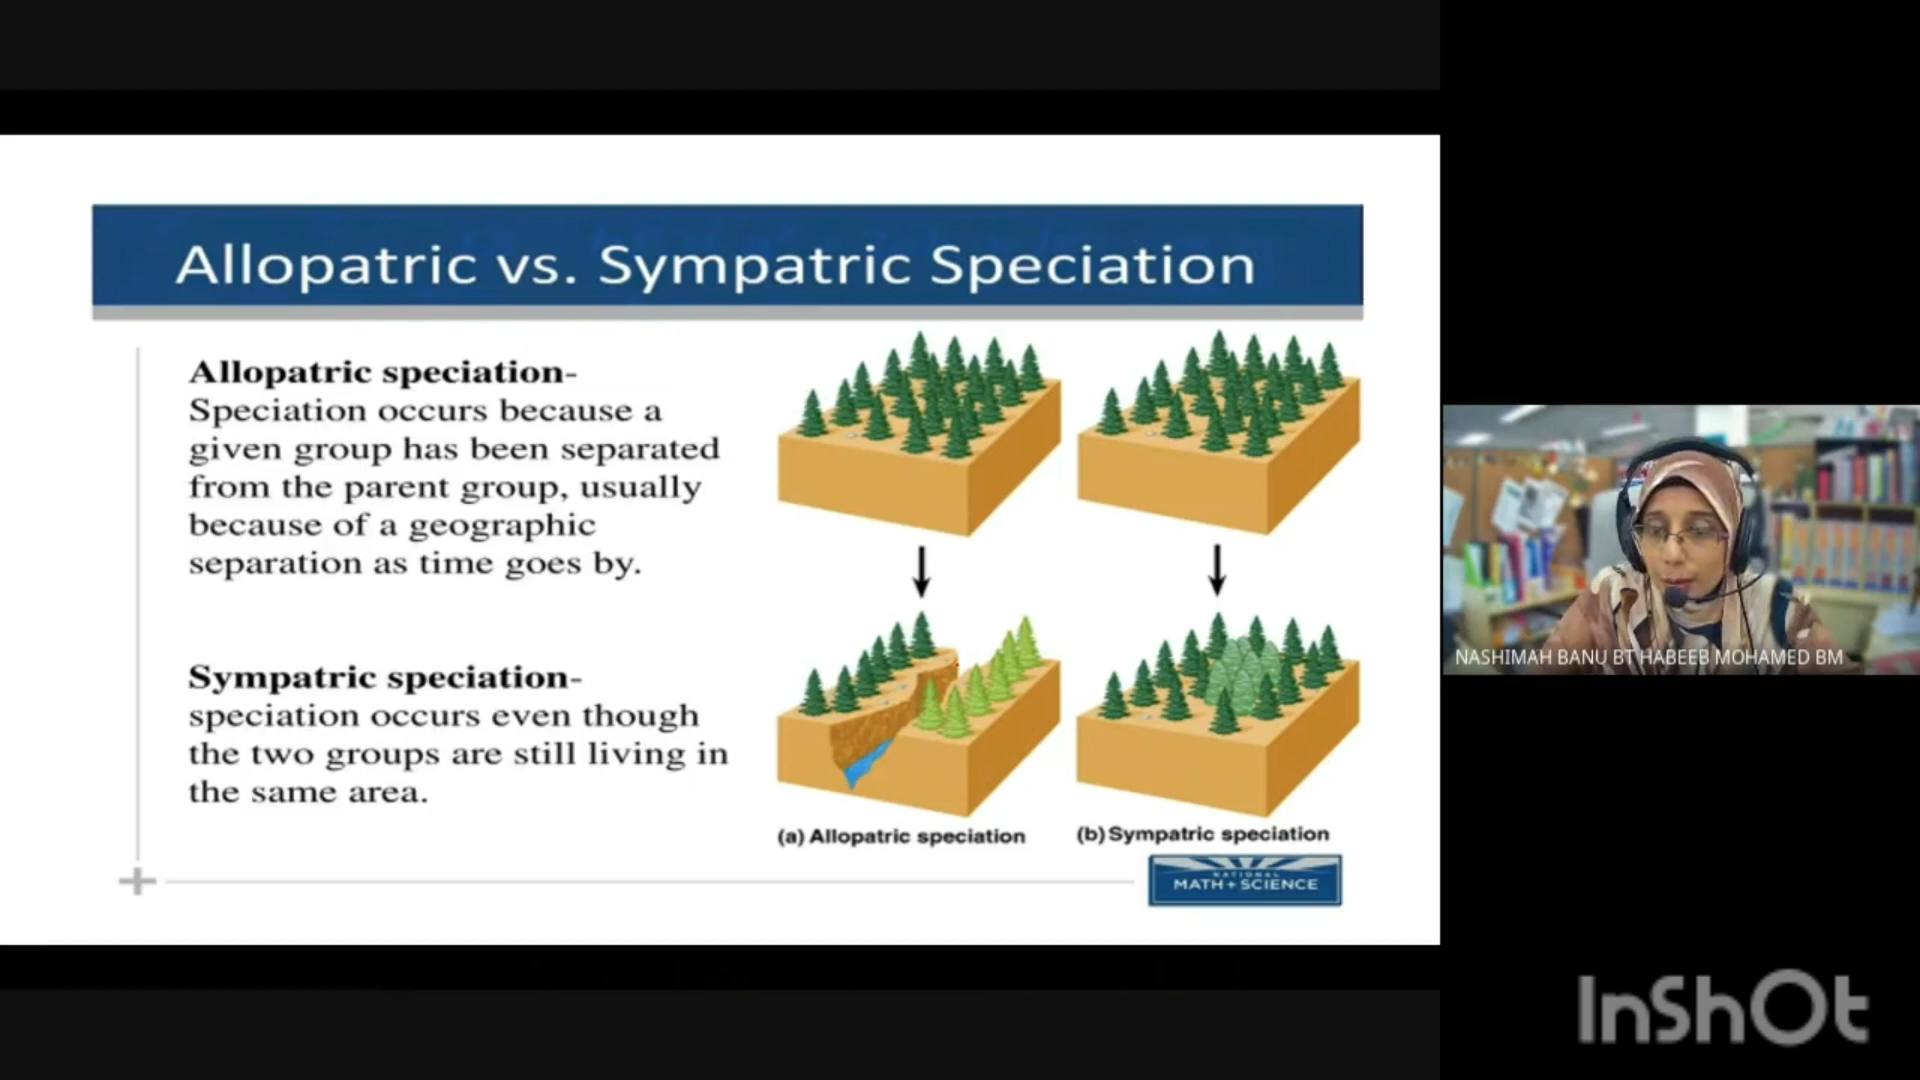 Allopatric vs. Sympatric Speciation
Allopatric speciation-
Speciation occurs because a
given group has been separated
from the parent group, usually
because of a geographic
separation as time goes by.
Sympatric speciation-
speciation occurs even though
the two groups are still living in
the same area.
(a) Allopatric speciation
(b) Sympatric speciation
NATIONAL
MATH + SCIENCE
NASHIMAH BANU BT HABEEB MOHAMED BM
InShOt